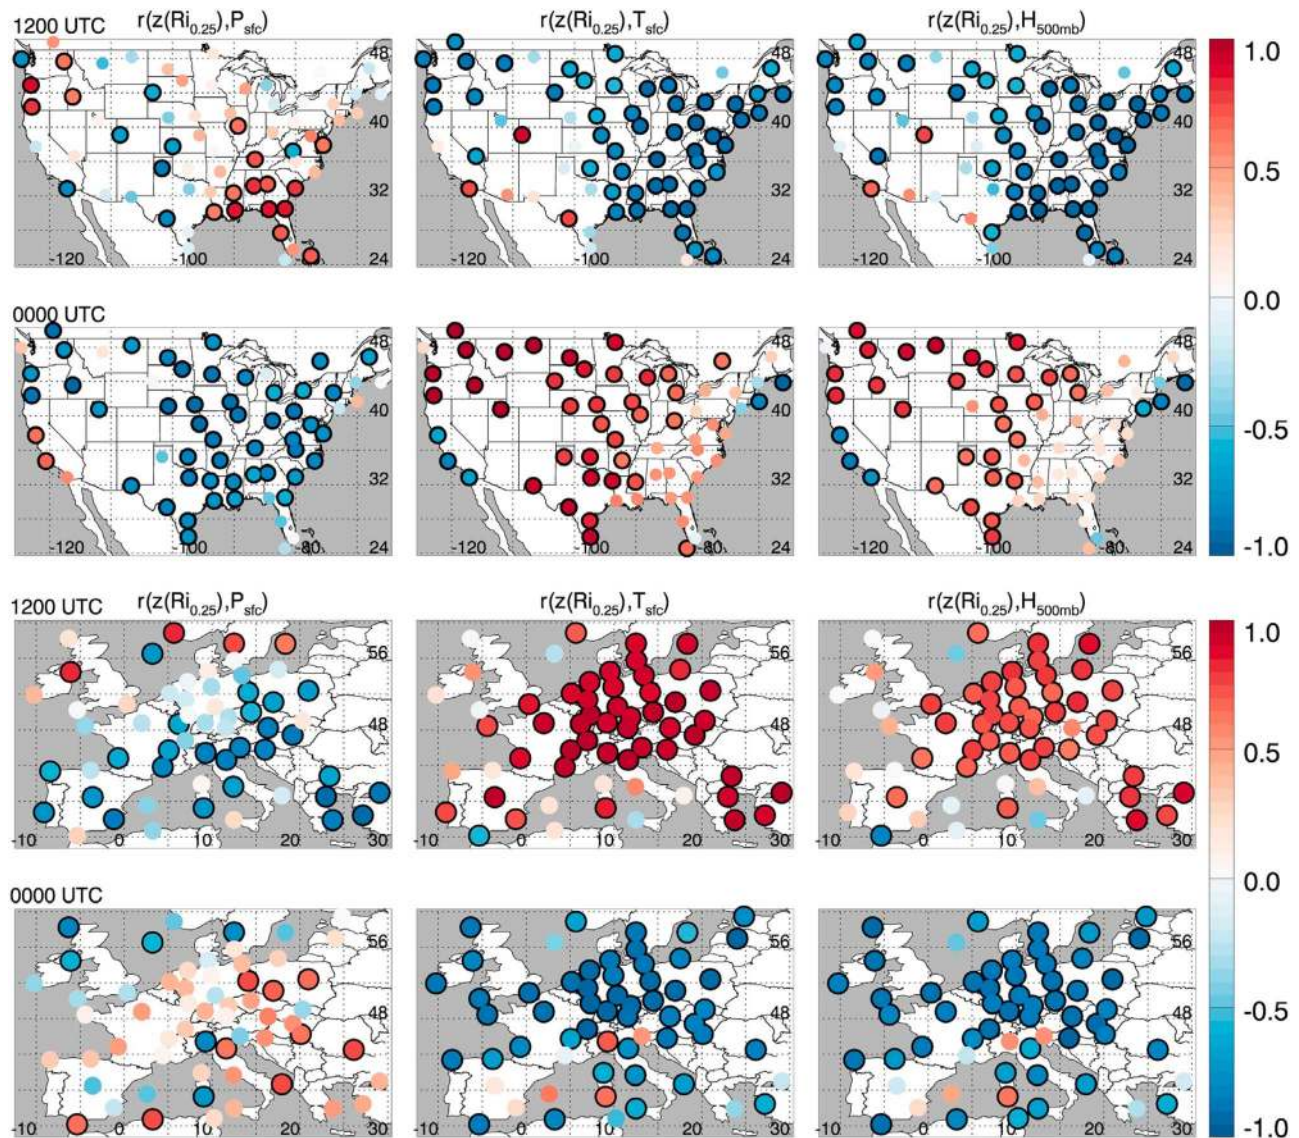 1200 UTC r(z(Ri0.25),Psfc) r(z(Ri0.25),Tsfc) r(z(Ri0.25),H500mb)
48 48 48 1.0
40 40 40 0.5
32 32 32
-120 -100 -80 24 -120 -100 -80 24 -120 -100 -80 24
0000 UTC 0.0
48 48 48
40 40 40 -0.5
32 32 32
-120 -100 -80 24 -120 -100 -80 24 -120 -100 -80 24 -1.0
1200 UTC r(z(Ri0.25),Psfc) r(z(Ri0.25),Tsfc) r(z(Ri0.25),H500mb)
1.0
56 56 56
48 48 48 0.5
-10 0 10 20 30 -10 0 10 20 30 -10 0 10 20 30
0000 UTC 0.0
56 56 56
48 48 48 -0.5
-10 0 10 20 30 -10 0 10 20 30 -10 0 10 20 30 -1.0